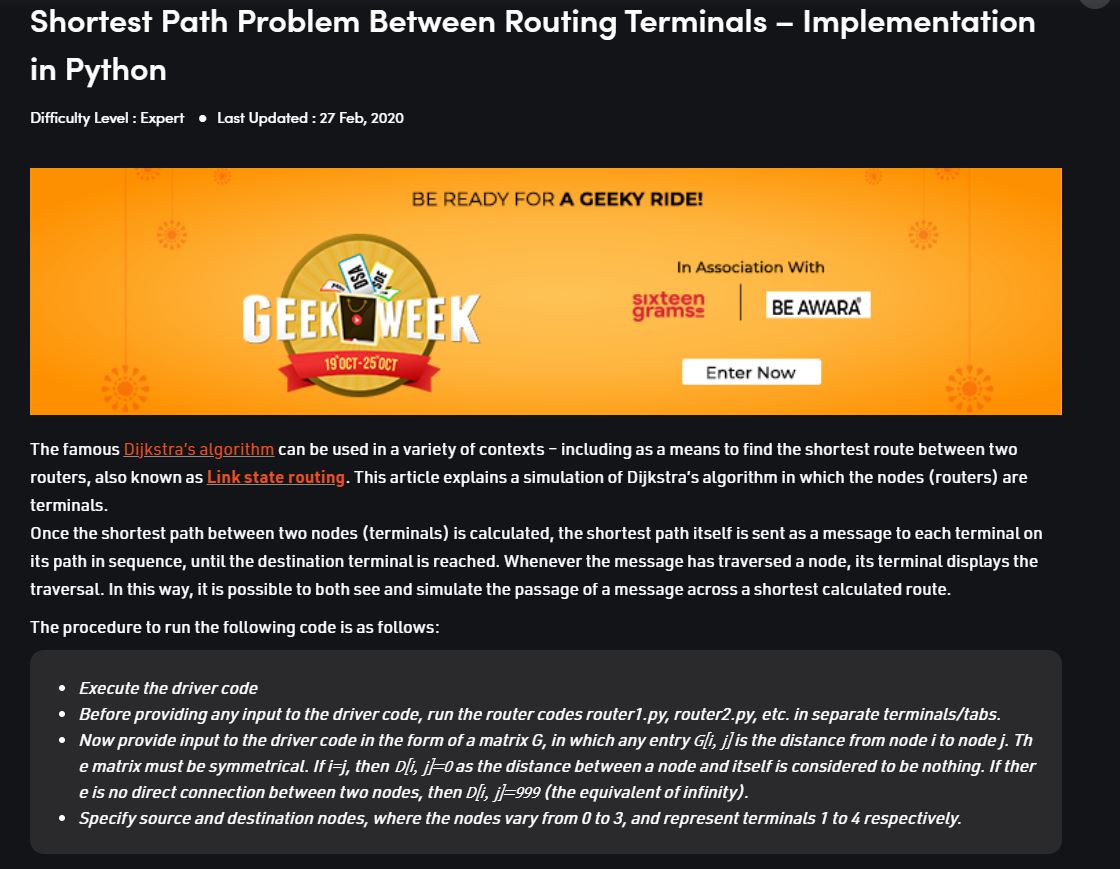 Shortest Path Problem Between Routing Terminals – Implementation
in Python
Difficulty Level : Expert ● Last Updated : 27 Feb, 2020
BE READY FOR A GEEKY RIDE!
DSA
SDE
GEEK WEEK
19th OCT-25th OCT
In Association With
sixteen
grams
BE AWARA
Enter Now
The famous Dijkstra's algorithm can be used in a variety of contexts – including as a means to find the shortest route between two
routers, also known as Link state routing. This article explains a simulation of Dijkstra's algorithm in which the nodes (routers) are
terminals.
Once the shortest path between two nodes (terminals) is calculated, the shortest path itself is sent as a message to each terminal on
its path in sequence, until the destination terminal is reached. Whenever the message has traversed a node, its terminal displays the
traversal. In this way, it is possible to both see and simulate the passage of a message across a shortest calculated route.
The procedure to run the following code is as follows:
• Execute the driver code
• Before providing any input to the driver code, run the router codes router1.py, router2.py, etc. in separate terminals/tabs.
• Now provide input to the driver code in the form of a matrix G, in which any entry G[i, j] is the distance from node i to node j. Th
e matrix must be symmetrical. If i=j, then D[i, j]=0 as the distance between a node and itself is considered to be nothing. If ther
e is no direct connection between two nodes, then D[i, j]=999 (the equivalent of infinity).
• Specify source and destination nodes, where the nodes vary from 0 to 3, and represent terminals 1 to 4 respectively.